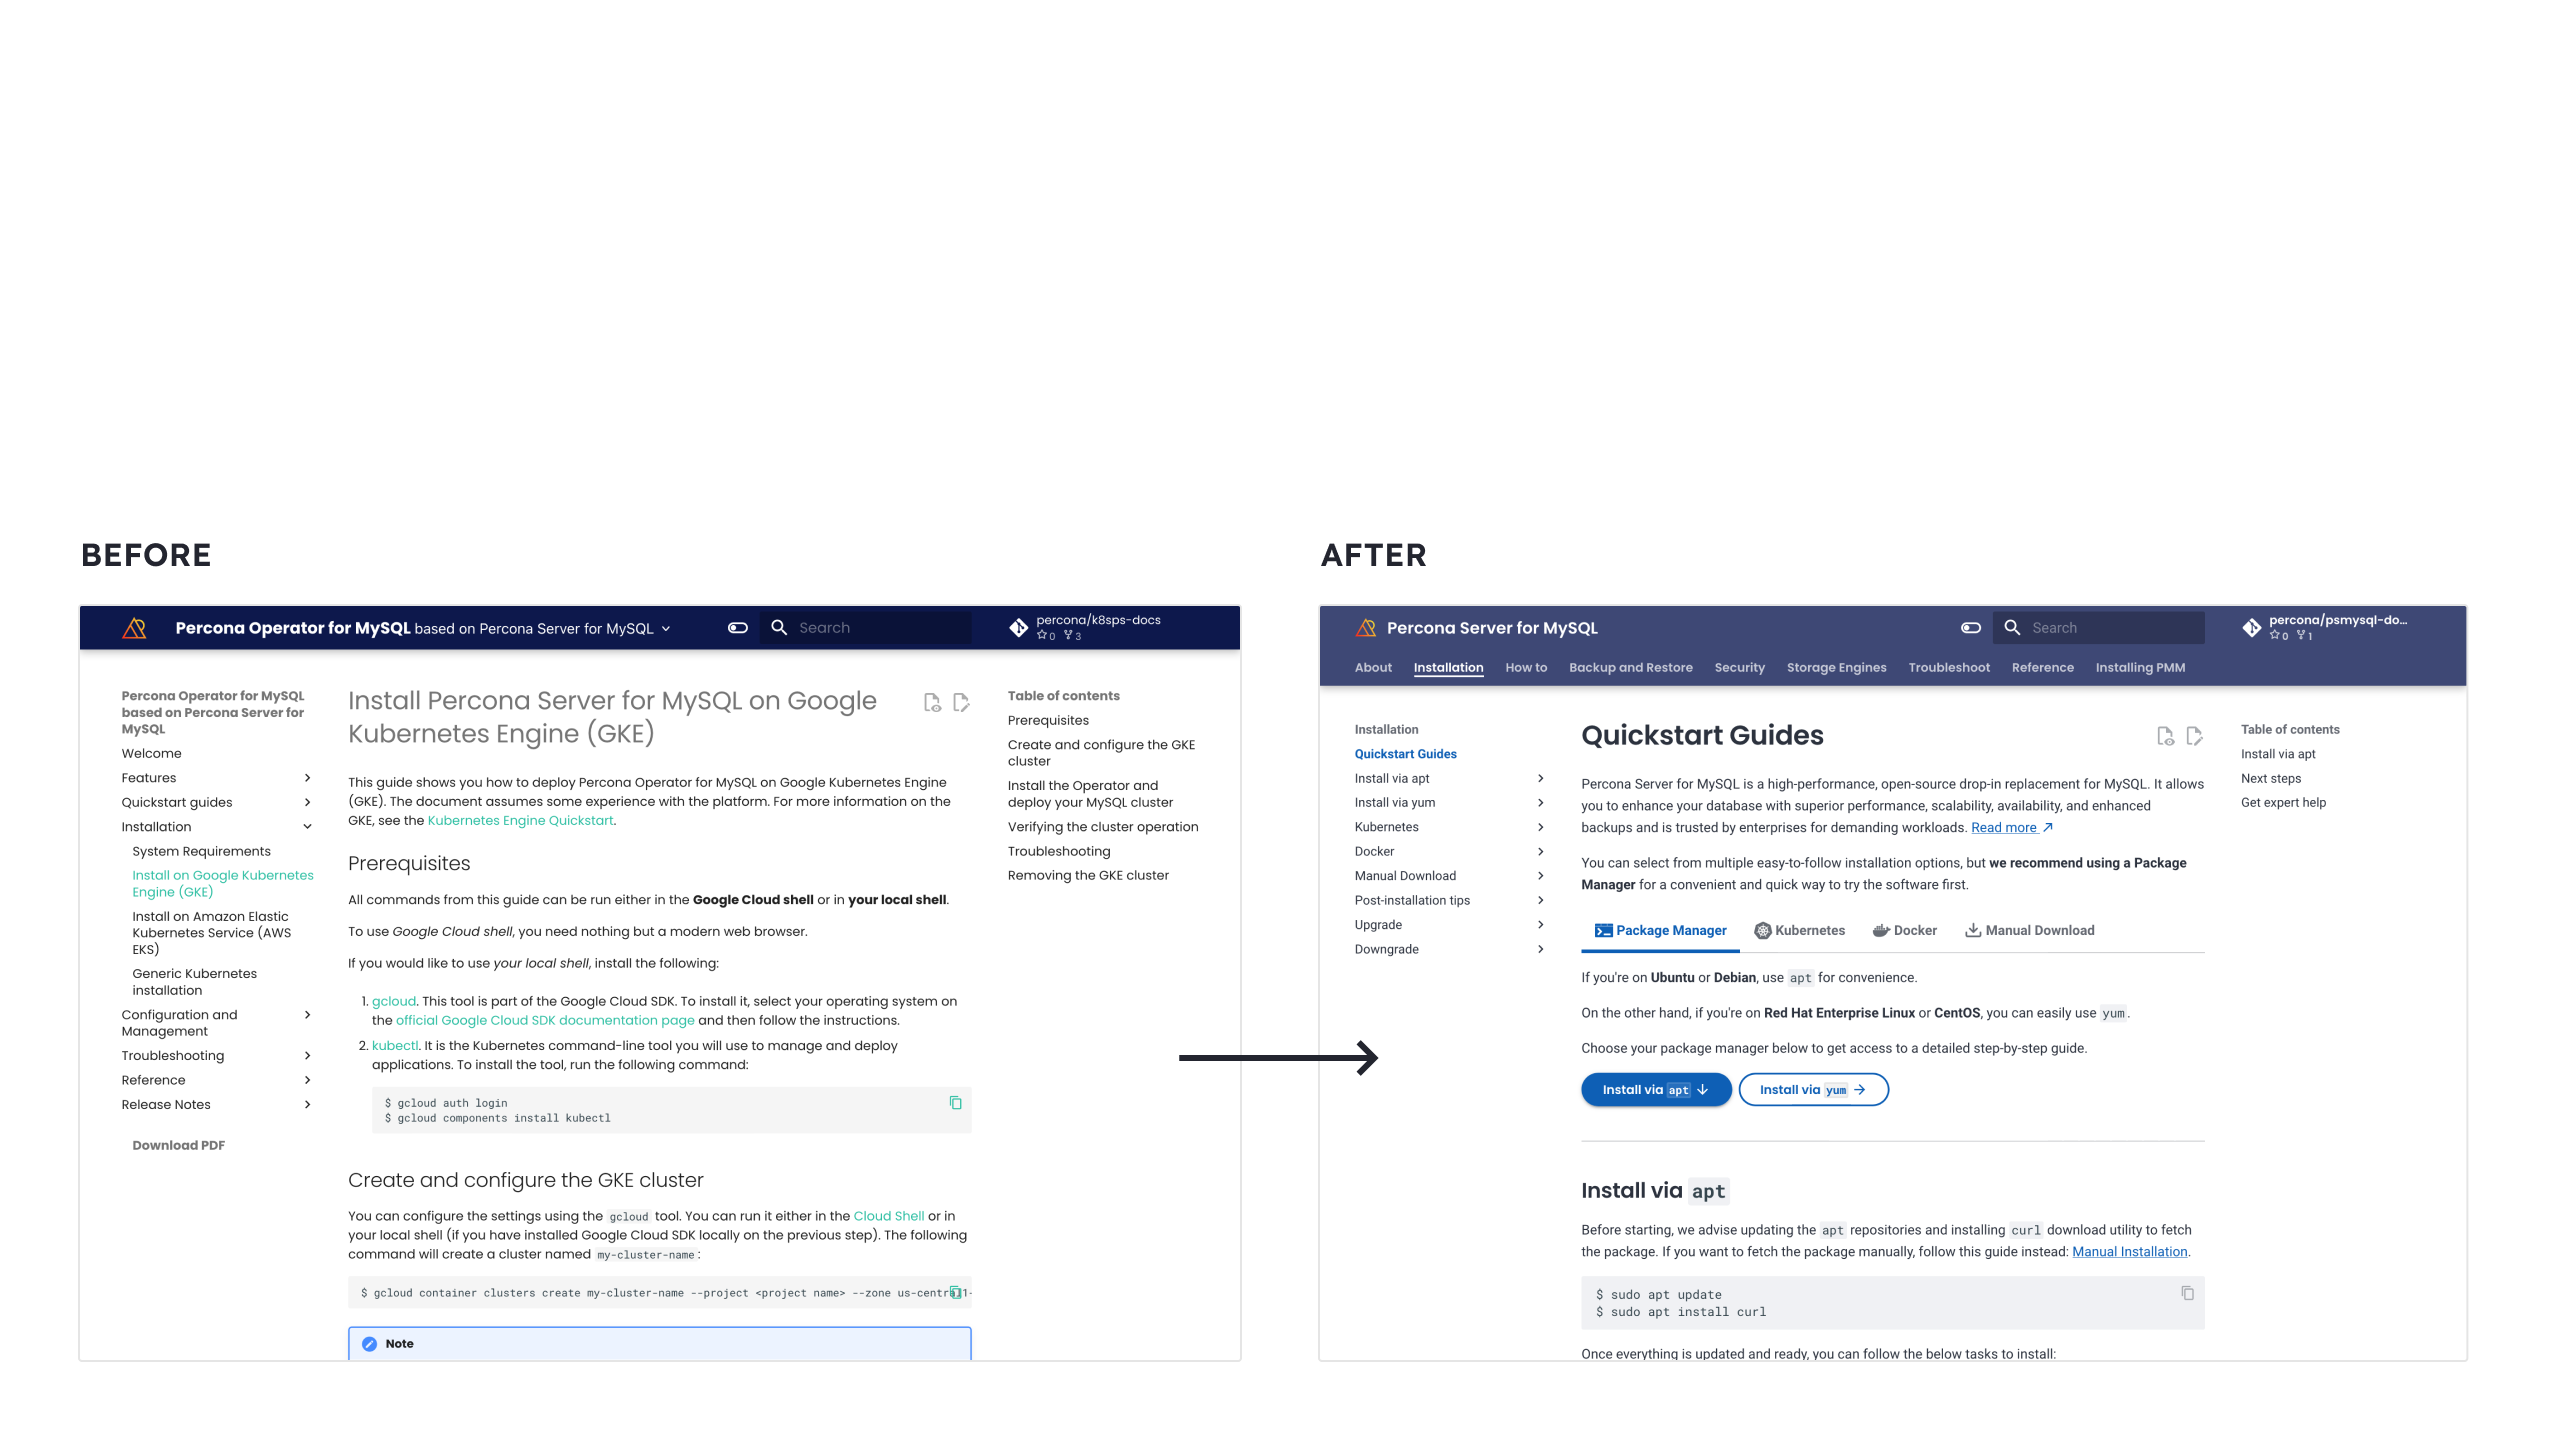 BEFORE
Percona Operator for MySQL based on Percona Server for MySQL
Search
percona/k8sps-docs
0 3
Percona Operator for MySQL
based on Percona Server for
MySQL
Welcome
Features
Quickstart guides
Installation
System Requirements
Install on Google Kubernetes
Engine (GKE)
Install on Amazon Elastic
Kubernetes Service (AWS
EKS)
Generic Kubernetes
installation
Configuration and
Management
Troubleshooting
Reference
Release Notes
Download PDF
Install Percona Server for MySQL on Google
Kubernetes Engine (GKE)
This guide shows you how to deploy Percona Operator for MySQL on Google Kubernetes Engine
(GKE). The document assumes some experience with the platform. For more information on the
GKE, see the Kubernetes Engine Quickstart.
Prerequisites
All commands from this guide can be run either in the Google Cloud shell or in your local shell.
To use Google Cloud shell, you need nothing but a modern web browser.
If you would like to use your local shell, install the following:
1. gcloud. This tool is part of the Google Cloud SDK. To install it, select your operating system on
the official Google Cloud SDK documentation page and then follow the instructions.
2. kubectl. It is the Kubernetes command-line tool you will use to manage and deploy
applications. To install the tool, run the following command:
$ gcloud auth login
$ gcloud components install kubectl
Create and configure the GKE cluster
You can configure the settings using the gcloud tool. You can run it either in the Cloud Shell or in
your local shell (if you have installed Google Cloud SDK locally on the previous step). The following
command will create a cluster named my-cluster-name:
$ gcloud container clusters create my-cluster-name --project <project name> --zone us-central1-
Note
Table of contents
Prerequisites
Create and configure the GKE
cluster
Install the Operator and
deploy your MySQL cluster
Verifying the cluster operation
Troubleshooting
Removing the GKE cluster
AFTER
Percona Server for MySQL
Search
percona/psmysql-do...
0 1
About Installation How to Backup and Restore Security Storage Engines Troubleshoot Reference Installing PMM
Installation
Quickstart Guides
Install via apt
Install via yum
Kubernetes
Docker
Manual Download
Post-installation tips
Upgrade
Downgrade
Quickstart Guides
Percona Server for MySQL is a high-performance, open-source drop-in replacement for MySQL. It allows
you to enhance your database with superior performance, scalability, availability, and enhanced
backups and is trusted by enterprises for demanding workloads. Read more
You can select from multiple easy-to-follow installation options, but we recommend using a Package
Manager for a convenient and quick way to try the software first.
Package Manager Kubernetes Docker Manual Download
If you're on Ubuntu or Debian, use apt for convenience.
On the other hand, if you're on Red Hat Enterprise Linux or CentOS, you can easily use yum.
Choose your package manager below to get access to a detailed step-by-step guide.
Install via apt Install via yum
Install via apt
Before starting, we advise updating the apt repositories and installing curl download utility to fetch
the package. If you want to fetch the package manually, follow this guide instead: Manual Installation.
$ sudo apt update
$ sudo apt install curl
Once everything is updated and ready, you can follow the below tasks to install:
Table of contents
Install via apt
Next steps
Get expert help